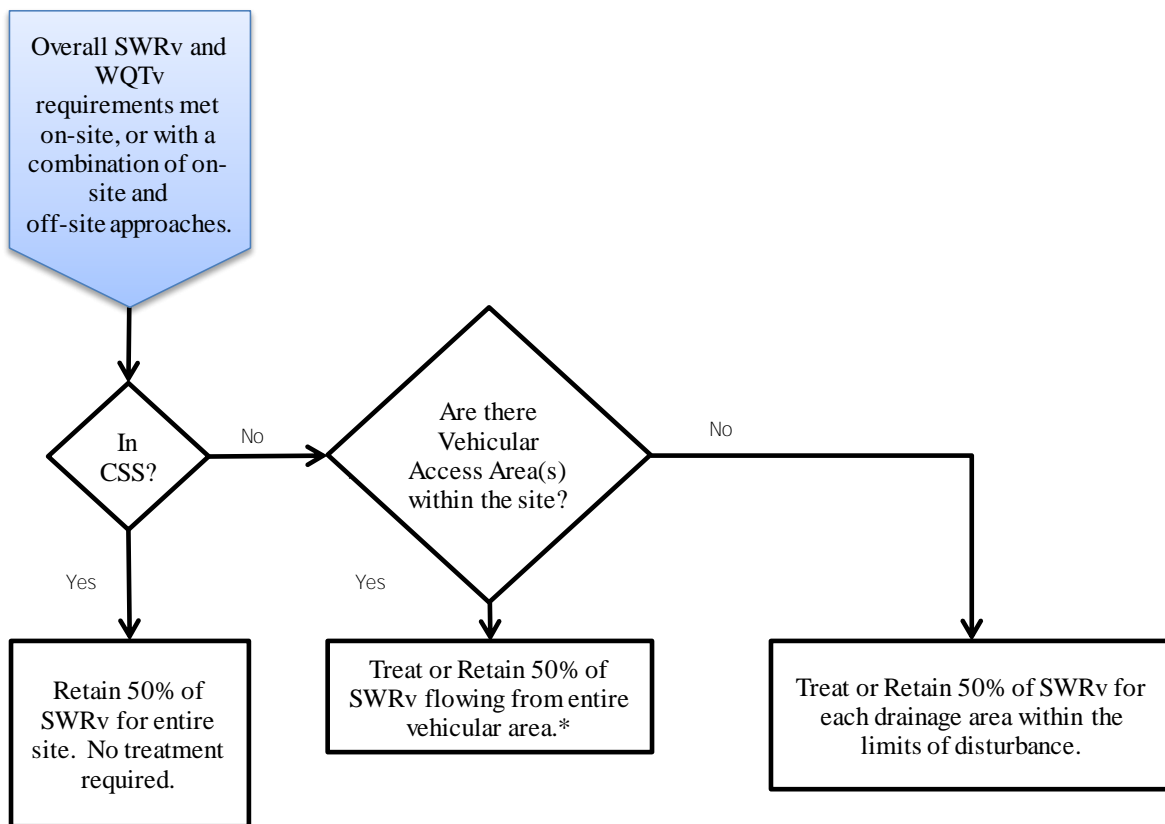 Overall SWRv and
WQTv
requirements met
on-site, or with a
combination of on-
site and
off-site approaches.
In
CSS?
No
Are there
Vehicular
Access Area(s)
within the site?
No
Yes
Yes
Retain 50% of
SWRv for entire
site. No treatment
required.
Treat or Retain 50% of
SWRv flowing from entire
vehicular area.*
Treat or Retain 50% of SWRv for
each drainage area within the
limits of disturbance.